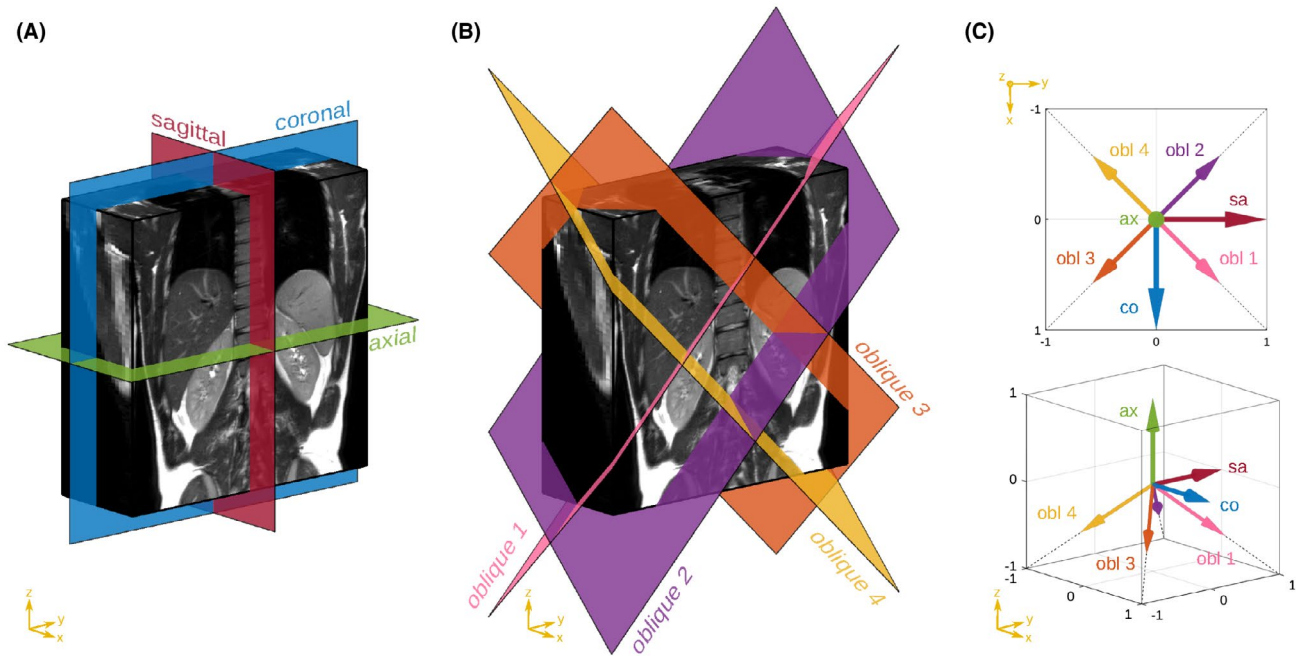 (A)
sagittal
coronal
axial
z
y
x
(B)
oblique 1
oblique 2
oblique 3
oblique 4
z
y
x
(C)
z
y
x
-1
0
1
-1
0
1
obl 4
obl 2
ax
sa
obl 3
obl 1
co
1
0
-1
-1
0
1
-1
0
1
ax
sa
co
obl 4
obl 3
obl 1
z
y
x